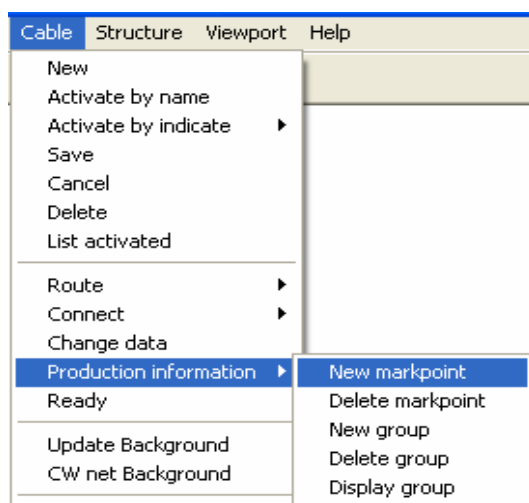 Cable Structure Viewport Help
New
Activate by name
Activate by indicate
Save
Cancel
Delete
List activated
Route
Connect
Change data
Production information
New markpoint
Ready
Delete markpoint
New group
Update Background
Delete group
CW net Background
Display group